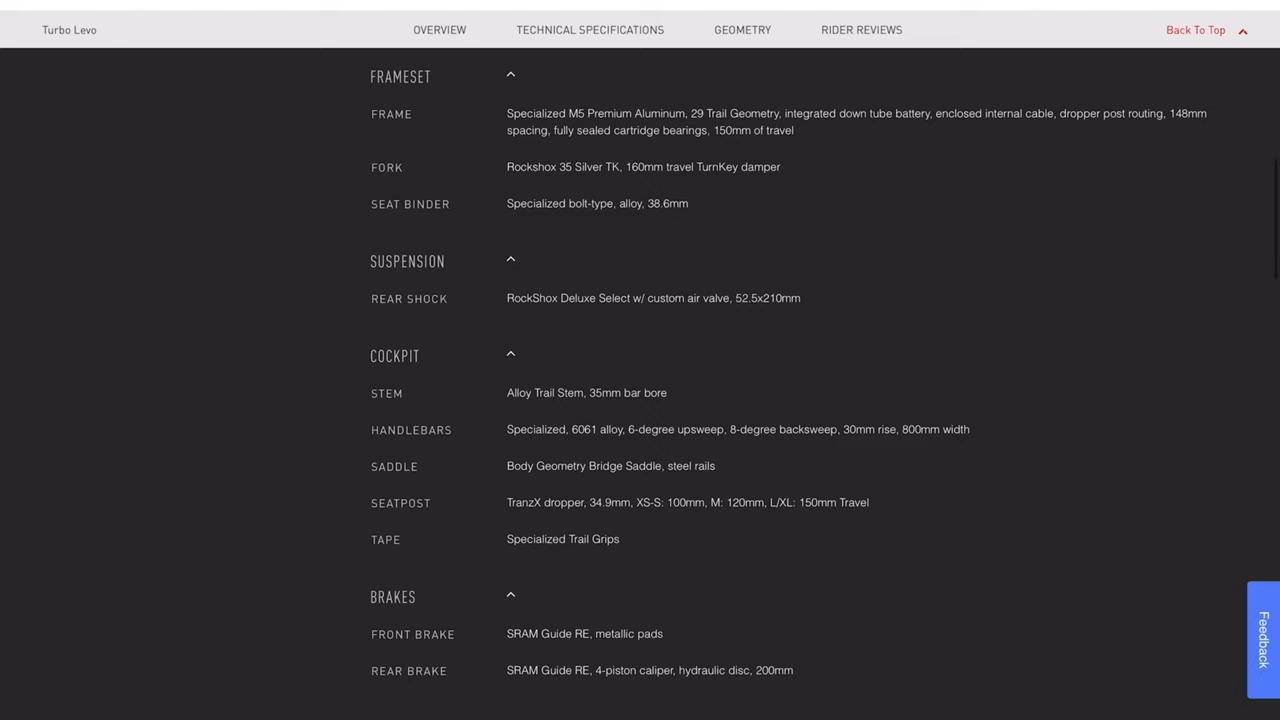 Turbo Levo
OVERVIEW
TECHNICAL SPECIFICATIONS
GEOMETRY
RIDER REVIEWS
Back To Top
FRAMESET
FRAME
Specialized M5 Premium Aluminum, 29 Trail Geometry, integrated down tube battery, enclosed internal cable, dropper post routing, 148mm
spacing, fully sealed cartridge bearings, 150mm of travel
FORK
Rockshox 35 Silver TK, 160mm travel TurnKey damper
SEAT BINDER
Specialized bolt-type, alloy, 38.6mm
SUSPENSION
REAR SHOCK
RockShox Deluxe Select w/ custom air valve, 52.5x210mm
COCKPIT
STEM
Alloy Trail Stem, 35mm bar bore
HANDLEBARS
Specialized, 6061 alloy, 6-degree upsweep, 8-degree backsweep, 30mm rise, 800mm width
SADDLE
Body Geometry Bridge Saddle, steel rails
SEATPOST
TranzX dropper, 34.9mm, XS-S: 100mm, M: 120mm, L/XL: 150mm Travel
TAPE
Specialized Trail Grips
BRAKES
FRONT BRAKE
SRAM Guide RE, metallic pads
REAR BRAKE
SRAM Guide RE, 4-piston caliper, hydraulic disc, 200mm
Feedback